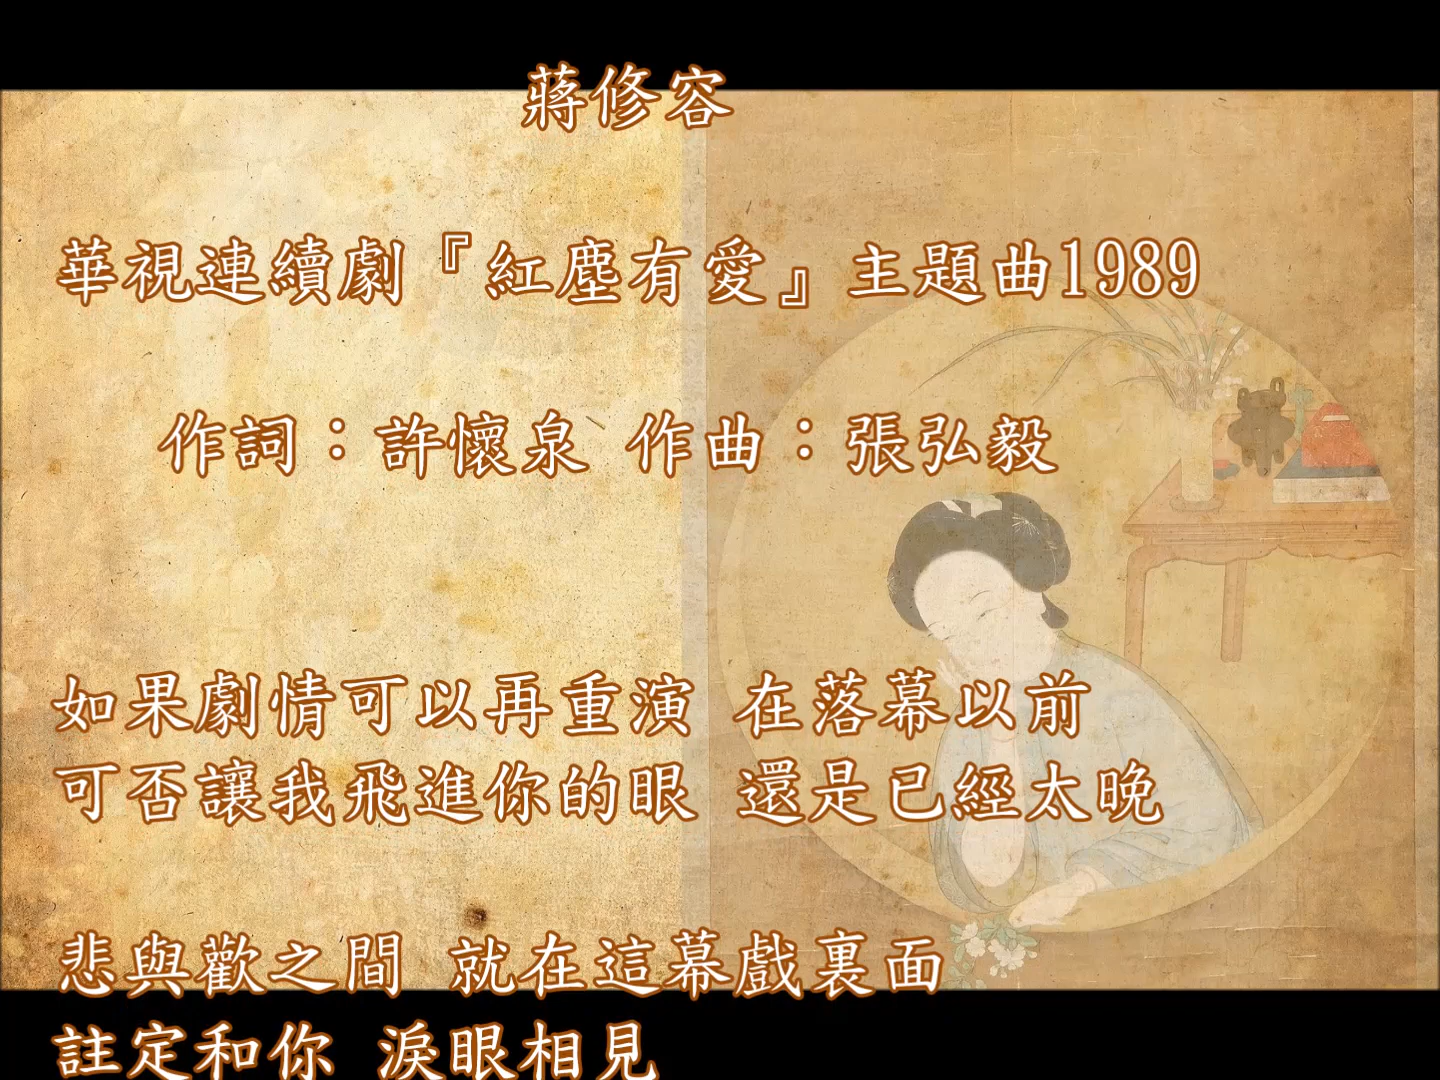 蔣修容
華視連續劇『紅塵有愛』主題曲1989
作詞：許懷泉 作曲：張弘毅
如果劇情可以再重演 在落幕以前
可否讓我飛進你的眼 還是已經太晚
悲與歡之間 就在這幕戲裏面
註定和你 淚眼相見